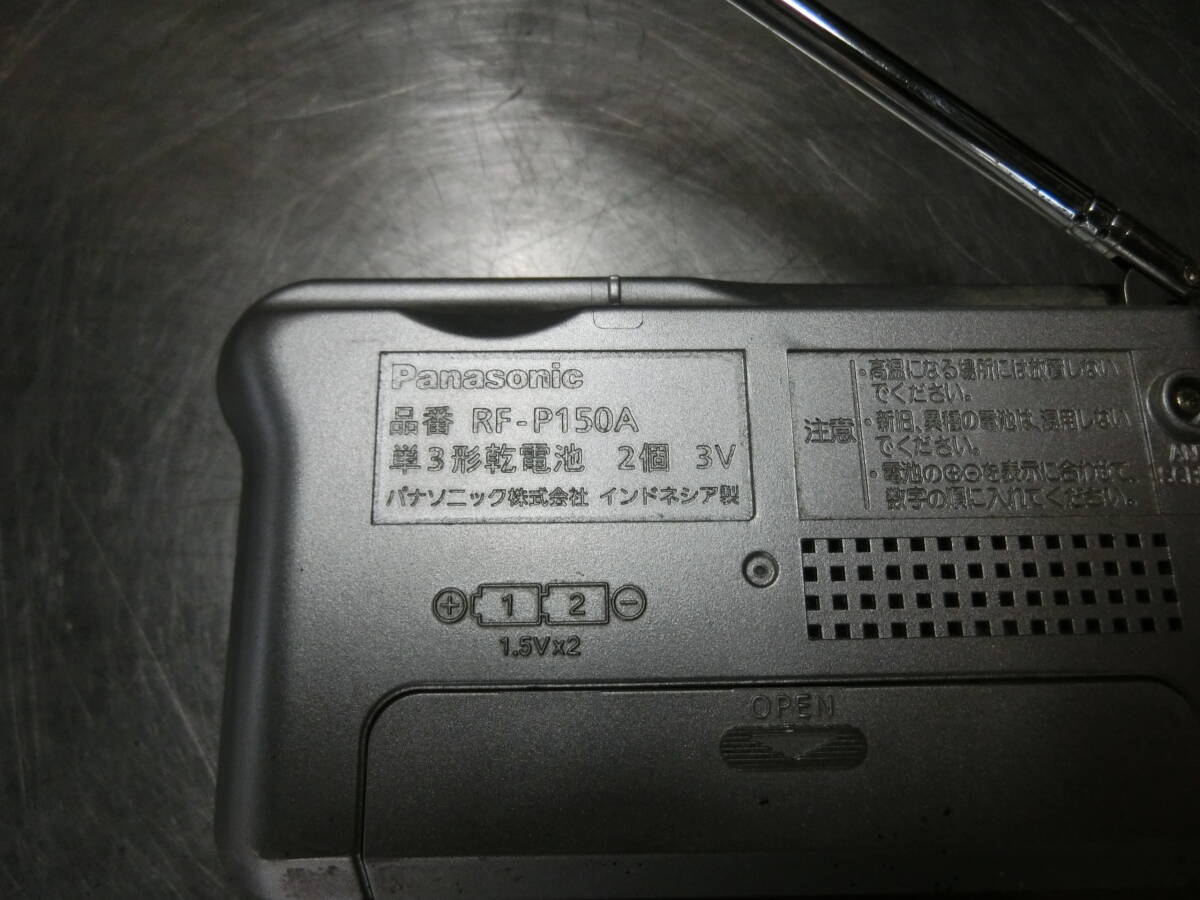 Panasonic
品番 RF-P150A
単3形乾電池 2個 3V
パナソニック株式会社 インドネシア製
注意
・高温になる場所には放置しない
でください。
・新旧、異種の電池は、混用しない
でください。
・電池の⊕⊖を表示に合わせて、
数字の順に入れてください。
⊕ 1 2 ⊖
1.5V×2
OPEN